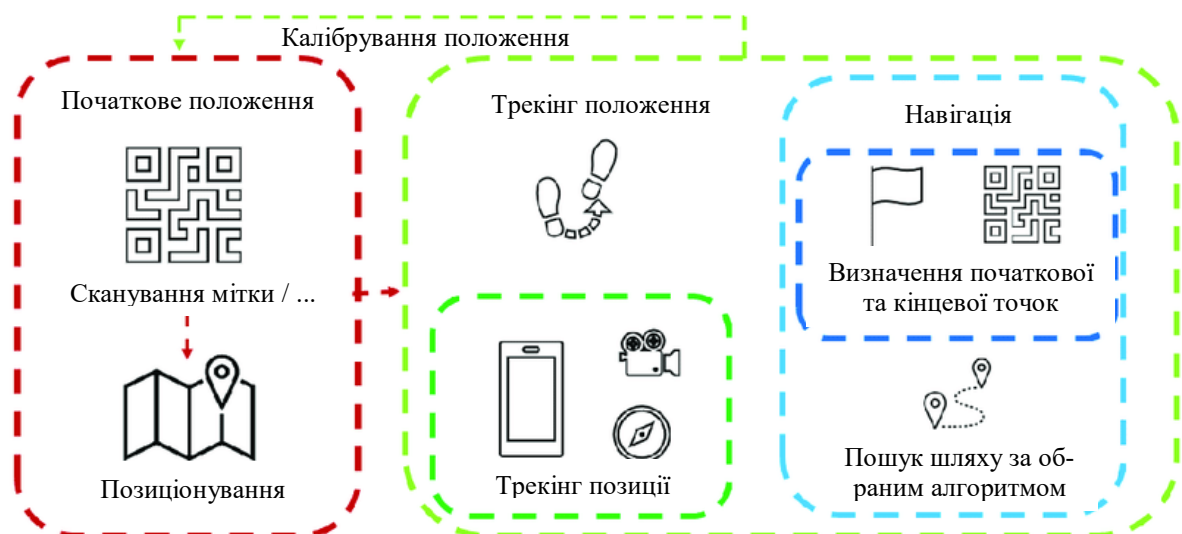 Калібрування положення
Початкове положення
Сканування мітки / ...
Позиціонування
Трекінг положення
Трекінг позиції
Навігація
Визначення початкової
та кінцевої точок
Пошук шляху за об-
раним алгоритмом